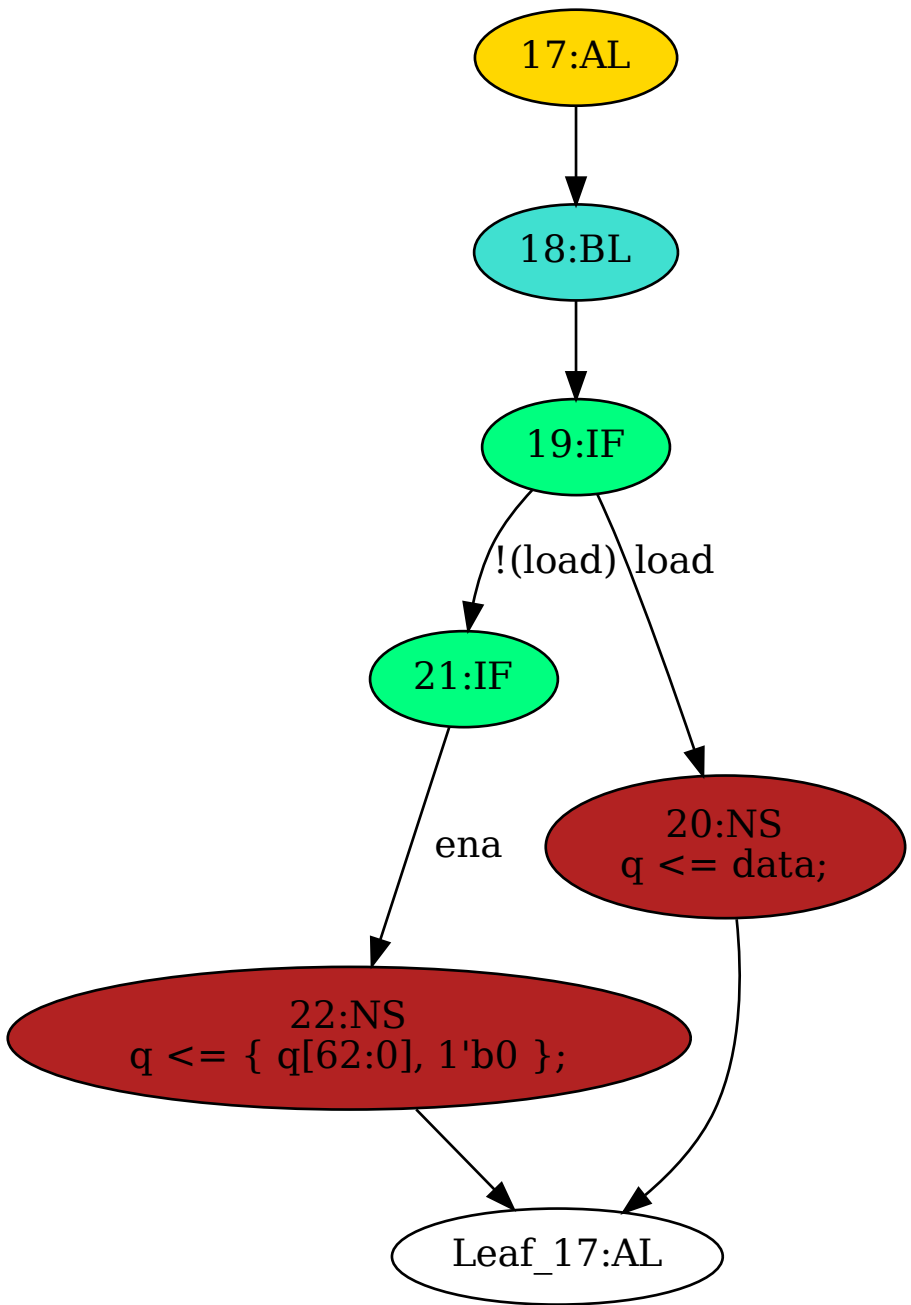 17:AL
18:BL
19:IF
!(load)
load
21:IF
20:NS
q <= data;
ena
22:NS
q <= { q[62:0], 1'b0 };
Leaf_17:AL